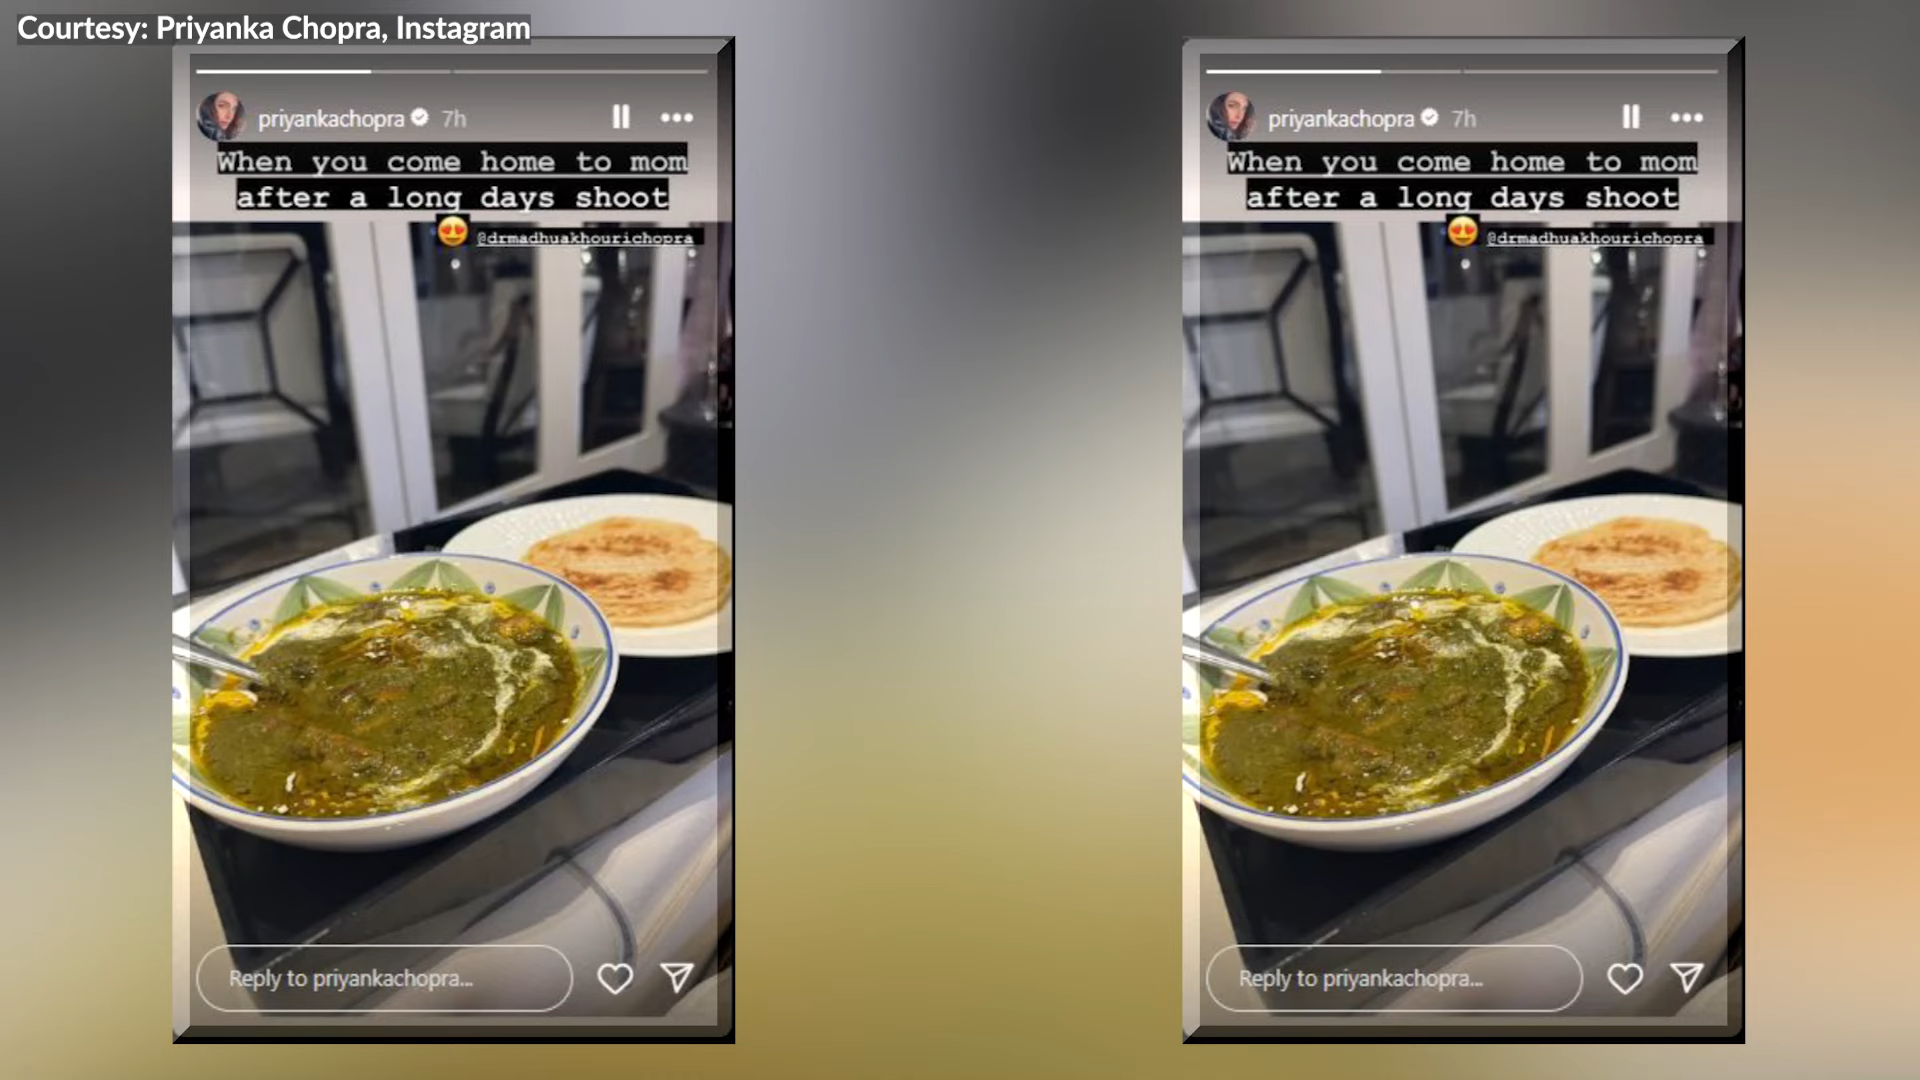 Courtesy: Priyanka Chopra, Instagram
priyankachopra 7h
When you come home to mom
after a long days shoot
😍 @drmadhuakhourichopra
Reply to priyankachopra...
priyankachopra 7h
When you come home to mom
after a long days shoot
😍 @drmadhuakhourichopra
Reply to priyankachopra...